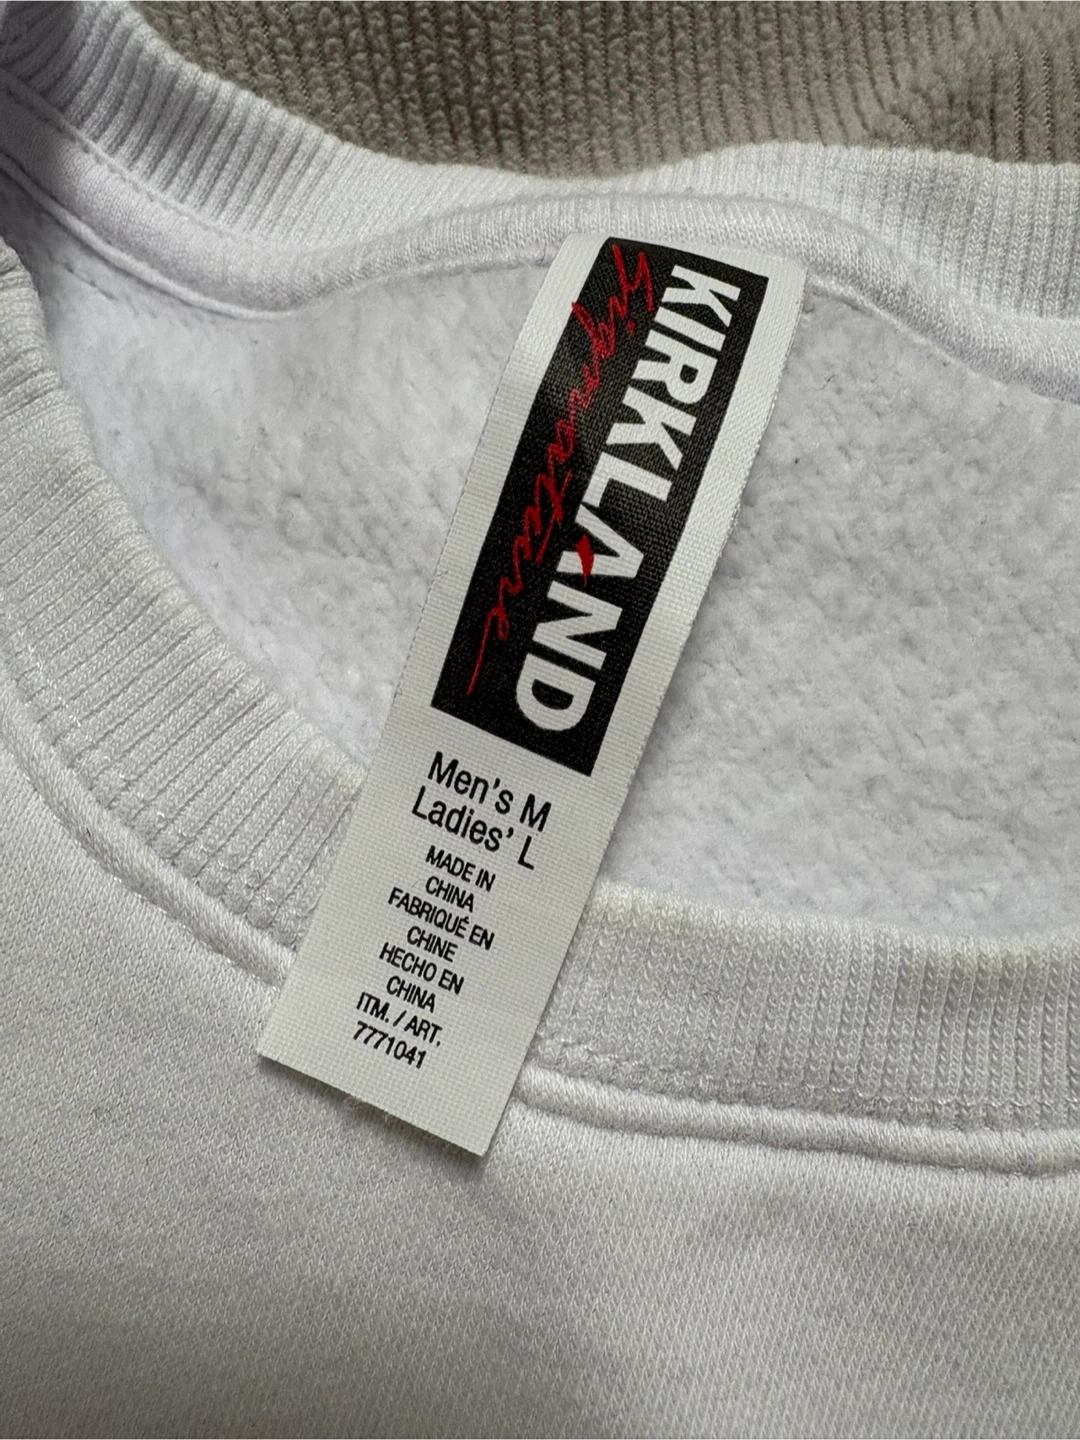 KIRKLAND
Signature
Men's M
Ladies' L
MADE IN
CHINA
FABRIQUÉ EN
CHINE
HECHO EN
CHINA
ITM. / ART.
7771041